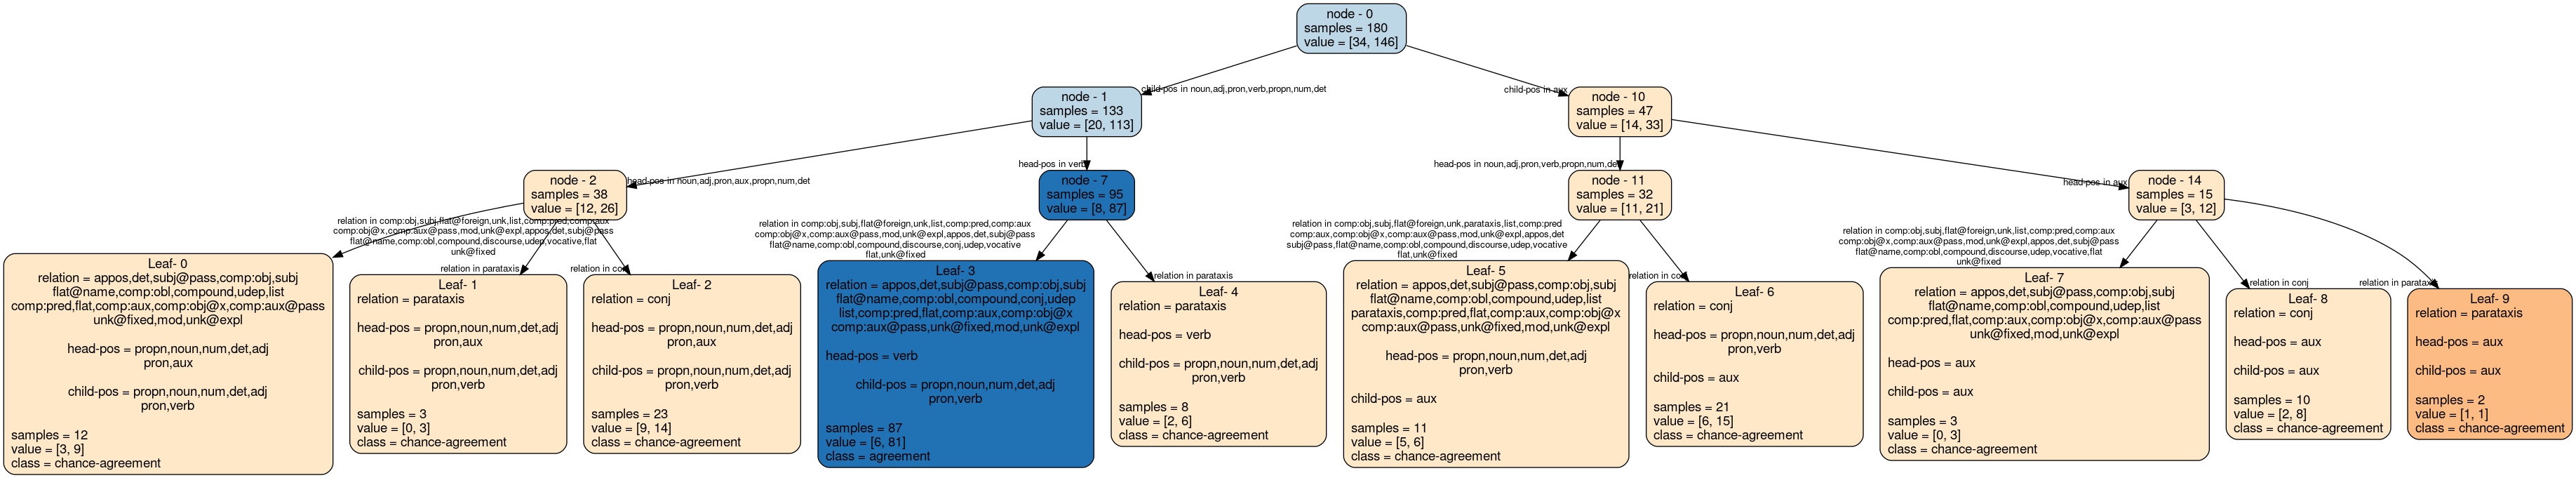 node - 0
samples = 180
value = [34, 146]
child-pos in noun,adj,pron,verb,propn,num,det
child-pos in aux
node - 1
samples = 133
value = [20, 113]
node - 10
samples = 47
value = [14, 33]
head-pos in noun,adj,pron,aux,propn,num,det
head-pos in verb
head-pos in noun,adj,pron,verb,propn,num,det
head-pos in aux
node - 2
samples = 38
value = [12, 26]
node - 7
samples = 95
value = [8, 87]
node - 11
samples = 32
value = [11, 21]
node - 14
samples = 15
value = [3, 12]
relation in comp:obj,subj,flat@foreign,unk,list,comp:pred,comp:aux
comp:obj@x,comp:aux@pass,mod,unk@expl,appos,det,subj@pass
flat@name,comp:obl,compound,discourse,udep,vocative,flat
unk@fixed
relation in parataxis
relation in conj
relation in comp:obj,subj,flat@foreign,unk,list,comp:pred,comp:aux
comp:obj@x,comp:aux@pass,mod,unk@expl,appos,det,subj@pass
flat@name,comp:obl,compound,discourse,conj,udep,vocative
flat,unk@fixed
relation in parataxis
relation in comp:obj,subj,flat@foreign,unk,parataxis,list,comp:pred
comp:aux,comp:obj@x,comp:aux@pass,mod,unk@expl,appos,det
subj@pass,flat@name,comp:obl,compound,discourse,udep,vocative
flat,unk@fixed
relation in conj
relation in comp:obj,subj,flat@foreign,unk,list,comp:pred,comp:aux
comp:obj@x,comp:aux@pass,mod,unk@expl,appos,det,subj@pass
flat@name,comp:obl,compound,discourse,udep,vocative,flat
unk@fixed
relation in conj
relation in parataxis
Leaf- 0
relation = appos,det,subj@pass,comp:obj,subj
flat@name,comp:obl,compound,udep,list
comp:pred,flat,comp:aux,comp:obj@x,comp:aux@pass
unk@fixed,mod,unk@expl
head-pos = propn,noun,num,det,adj
pron,aux
child-pos = propn,noun,num,det,adj
pron,verb
samples = 12
value = [3, 9]
class = chance-agreement
Leaf- 1
relation = parataxis
head-pos = propn,noun,num,det,adj
pron,aux
child-pos = propn,noun,num,det,adj
pron,verb
samples = 3
value = [0, 3]
class = chance-agreement
Leaf- 2
relation = conj
head-pos = propn,noun,num,det,adj
pron,aux
child-pos = propn,noun,num,det,adj
pron,verb
samples = 23
value = [9, 14]
class = chance-agreement
Leaf- 3
relation = appos,det,subj@pass,comp:obj,subj
flat@name,comp:obl,compound,conj,udep
list,comp:pred,flat,comp:aux,comp:obj@x
comp:aux@pass,unk@fixed,mod,unk@expl
head-pos = verb
child-pos = propn,noun,num,det,adj
pron,verb
samples = 87
value = [6, 81]
class = agreement
Leaf- 4
relation = parataxis
head-pos = verb
child-pos = propn,noun,num,det,adj
pron,verb
samples = 8
value = [2, 6]
class = chance-agreement
Leaf- 5
relation = appos,det,subj@pass,comp:obj,subj
flat@name,comp:obl,compound,udep,list
parataxis,comp:pred,flat,comp:aux,comp:obj@x
comp:aux@pass,unk@fixed,mod,unk@expl
head-pos = propn,noun,num,det,adj
pron,verb
child-pos = aux
samples = 11
value = [5, 6]
class = chance-agreement
Leaf- 6
relation = conj
head-pos = propn,noun,num,det,adj
pron,verb
child-pos = aux
samples = 21
value = [6, 15]
class = chance-agreement
Leaf- 7
relation = appos,det,subj@pass,comp:obj,subj
flat@name,comp:obl,compound,udep,list
comp:pred,flat,comp:aux,comp:obj@x,comp:aux@pass
unk@fixed,mod,unk@expl
head-pos = aux
child-pos = aux
samples = 3
value = [0, 3]
class = chance-agreement
Leaf- 8
relation = conj
head-pos = aux
child-pos = aux
samples = 10
value = [2, 8]
class = chance-agreement
Leaf- 9
relation = parataxis
head-pos = aux
child-pos = aux
samples = 2
value = [1, 1]
class = chance-agreement